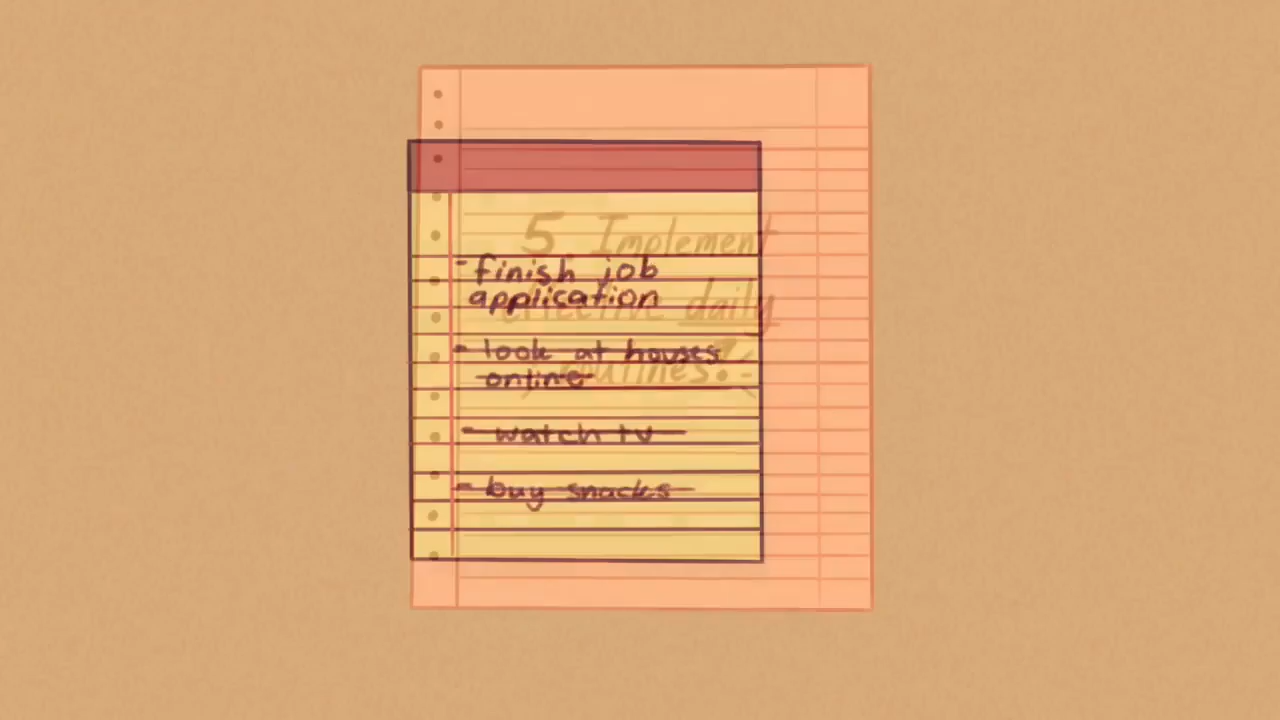 5 Implement
effective daily
routines!
- finish job
application
- look at houses
online
- watch tv
- buy snacks